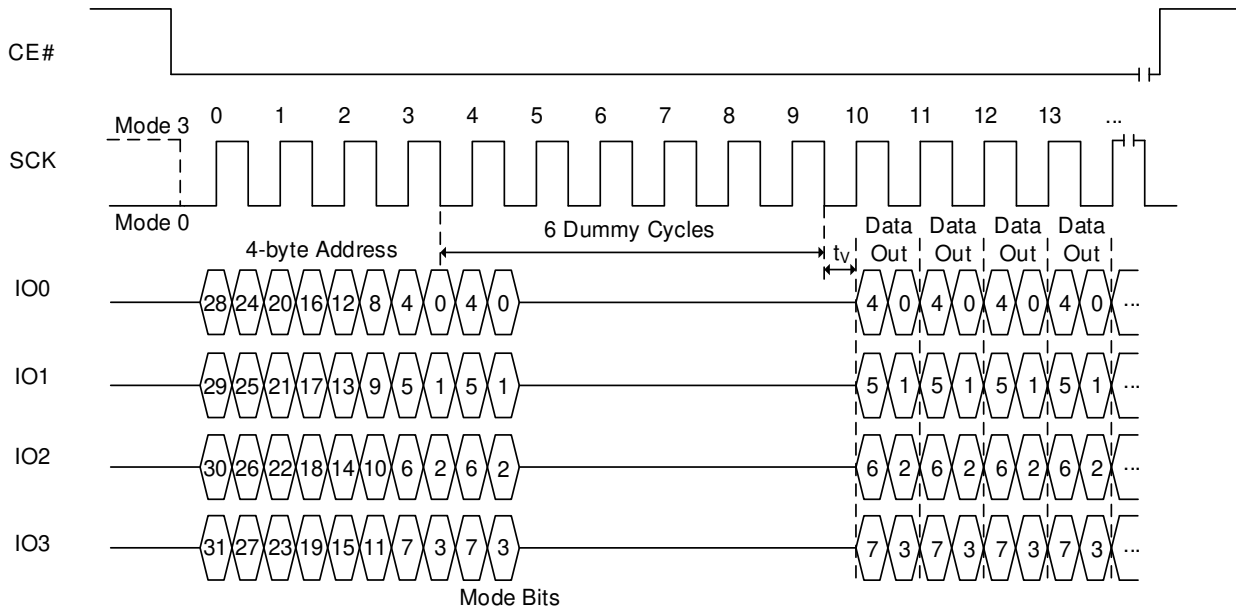 CE#
0 1 2 3 4 5 6 7 8 9 10 11 12 13 ...
Mode 3
SCK
Mode 0
6 Dummy Cycles
Data Data Data Data
4-byte Address
tV
Out Out Out Out
IO0
28 24 20 16 12 8 4 0 4 0 4 0 4 0 4 0 4 0 ...
IO1
29 25 21 17 13 9 5 1 5 1 5 1 5 1 5 1 5 1 ...
IO2
30 26 22 18 14 10 6 2 6 2 6 2 6 2 6 2 6 2 ...
IO3
31 27 23 19 15 11 7 3 7 3 7 3 7 3 7 3 7 3 ...
Mode Bits